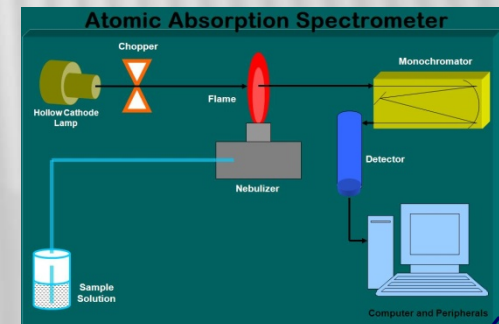 Atomic Absorption Spectrometer
Chopper
Monochromator
Hollow Cathode
Lamp
Flame
Detector
Nebulizer
Sample
Solution
Computer and Peripherals